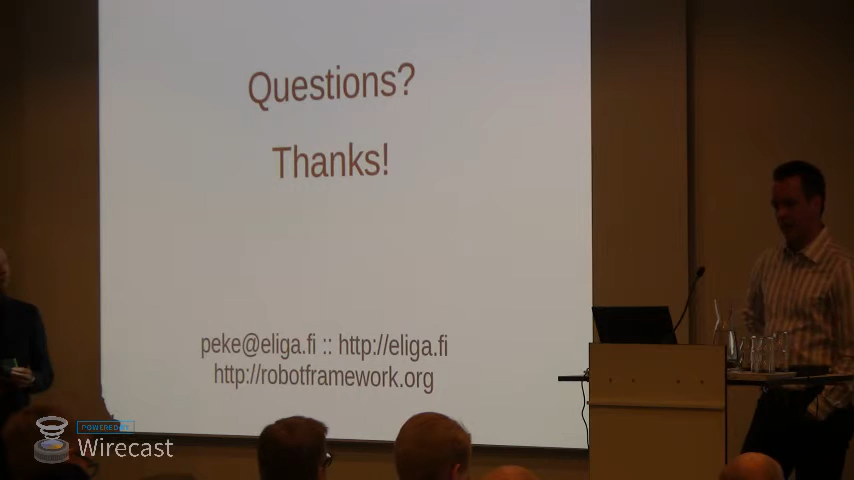 Questions?
Thanks!
peke@eliga.fi :: http://eliga.fi
http://robotframework.org
POWERED BY
Wirecast